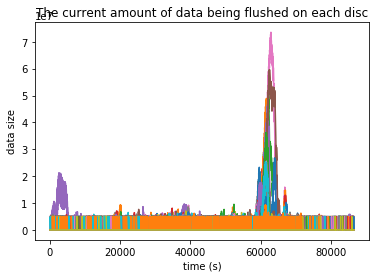 The current amount of data being flushed on each disc
1e7
7
6
5
4
3
2
1
0
data size
0 20000 40000 60000 80000
time (s)